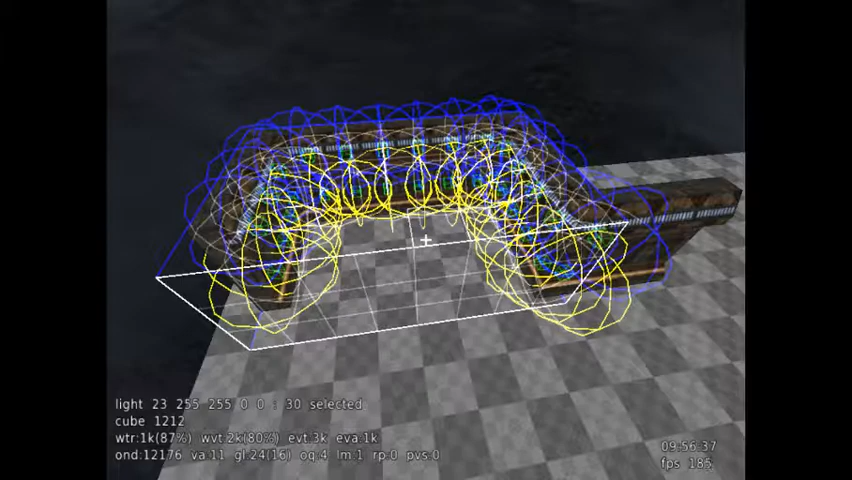 light 23 255 255 0 0 : 30 selected
cube 1212
wtr:1k(87%) wvt:2k(80%) evt:3k eva:1k
ond:12176 va:11 gl:24(16) oq:4 lm:1 rp:0 pvs:0
09:56:37
fps 185